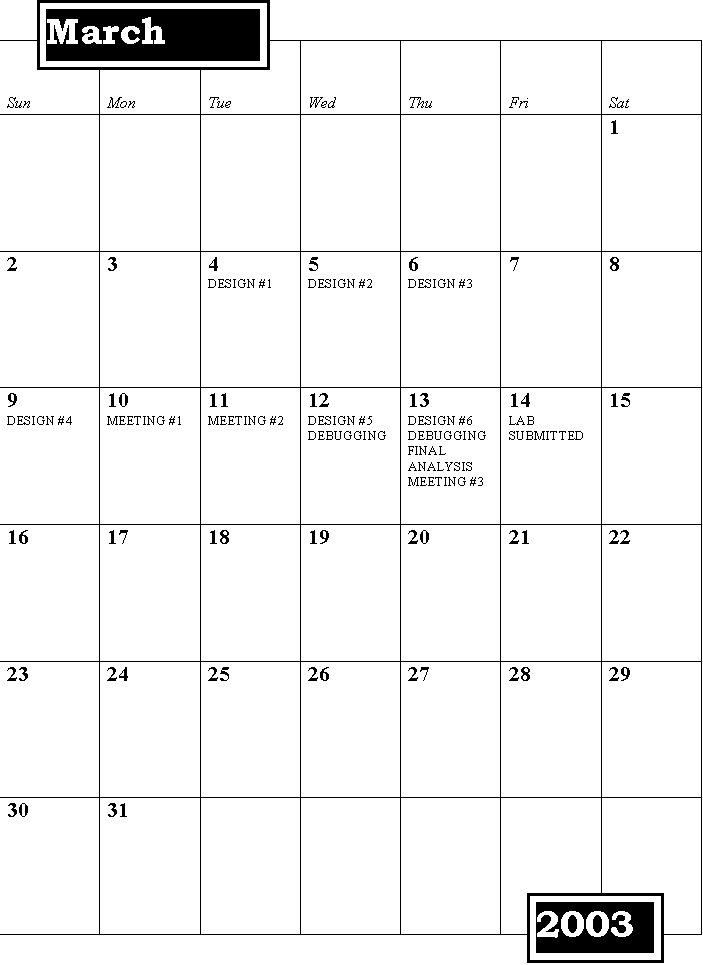 March
Sun Mon Tue Wed Thu Fri Sat
1
2 3 4 5 6 7 8
DESIGN #1 DESIGN #2 DESIGN #3
9 10 11 12 13 14 15
DESIGN #4 MEETING #1 MEETING #2 DESIGN #5 DESIGN #6 LAB
DEBUGGING DEBUGGING SUBMITTED
FINAL
ANALYSIS
MEETING #3
16 17 18 19 20 21 22
23 24 25 26 27 28 29
30 31
2003